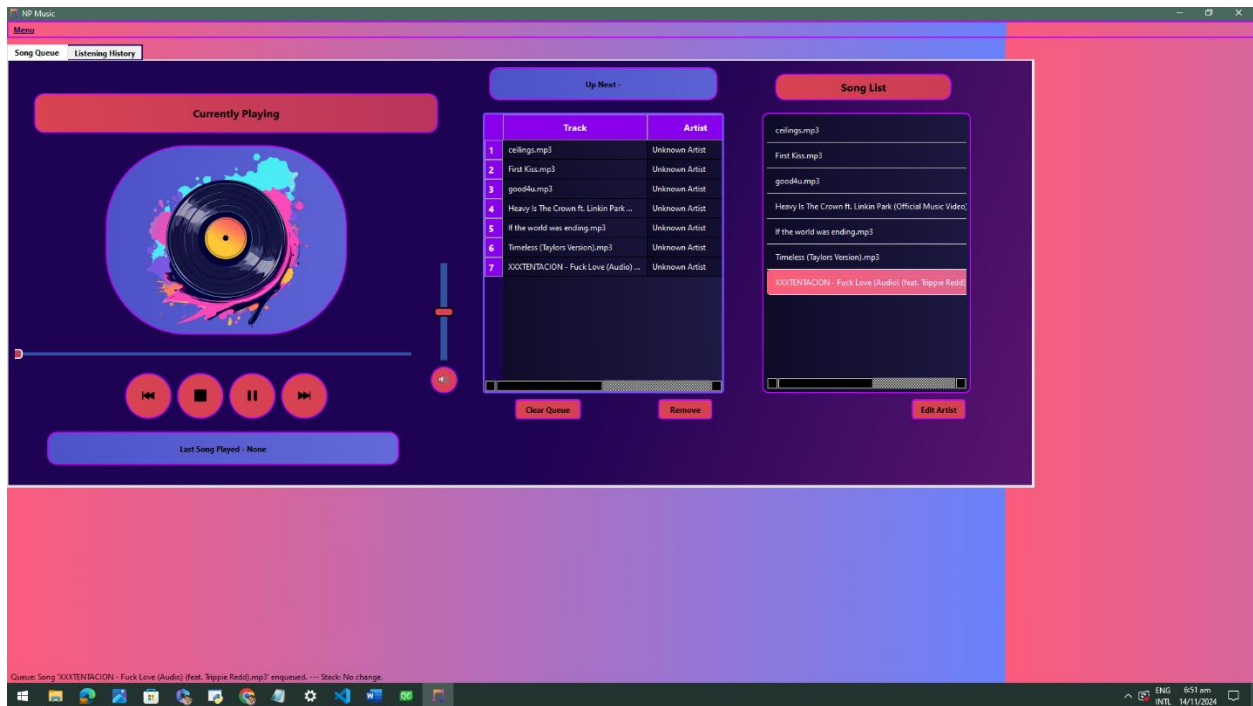 NP Music
Menu
Song Queue
Listening History
Currently Playing
Last Song Played - None
Up Next -
Track Artist
1 ceilings.mp3 Unknown Artist
2 First Kiss.mp3 Unknown Artist
3 good4u.mp3 Unknown Artist
4 Heavy Is The Crown ft. Linkin Park ... Unknown Artist
5 If the world was ending.mp3 Unknown Artist
6 Timeless (Taylors Version).mp3 Unknown Artist
7 XXXTENTACION - Fuck Love (Audio) ... Unknown Artist
Clear Queue
Remove
Song List
ceilings.mp3
First Kiss.mp3
good4u.mp3
Heavy Is The Crown ft. Linkin Park (Official Music Video)
If the world was ending.mp3
Timeless (Taylors Version).mp3
XXXTENTACION - Fuck Love (Audio) (feat. Trippie Redd)
Edit Artist
Queue: Song 'XXXTENTACION - Fuck Love (Audio) (feat. Trippie Redd).mp3' enqueued. --- Stack: No change.
ENG 6:51 am
INTL 14/11/2024